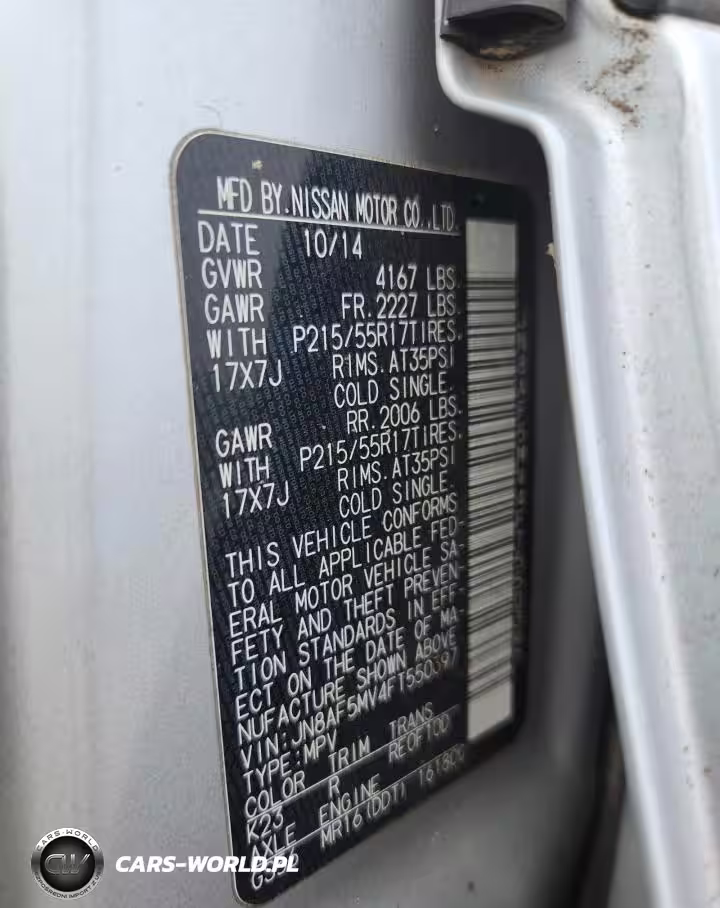 MFD BY.NISSAN MOTOR CO.,LTD.
DATE 10/14
GVWR 4167 LBS.
GAWR FR.2227 LBS.
WITH P215/55R17TIRES.
17X7J RIMS.AT35PSI
COLD SINGLE.
GAWR RR.2006 LBS.
WITH P215/55R17TIRES.
17X7J RIMS.AT35PSI
COLD SINGLE.
THIS VEHICLE CONFORMS
TO ALL APPLICABLE FED-
ERAL MOTOR VEHICLE SA-
FETY AND THEFT PREVEN-
TION STANDARDS IN EFF-
ECT ON THE DATE OF MA-
NUFACTURE SHOWN ABOVE
VIN:JN8AF5MV4FT550397
TYPE:MPV
COLOR TRIM TRANS
K23 R
AXLE ENGINE
MR16(DDT)
CARS-WORLD
CW
CARS-WORLD.PL